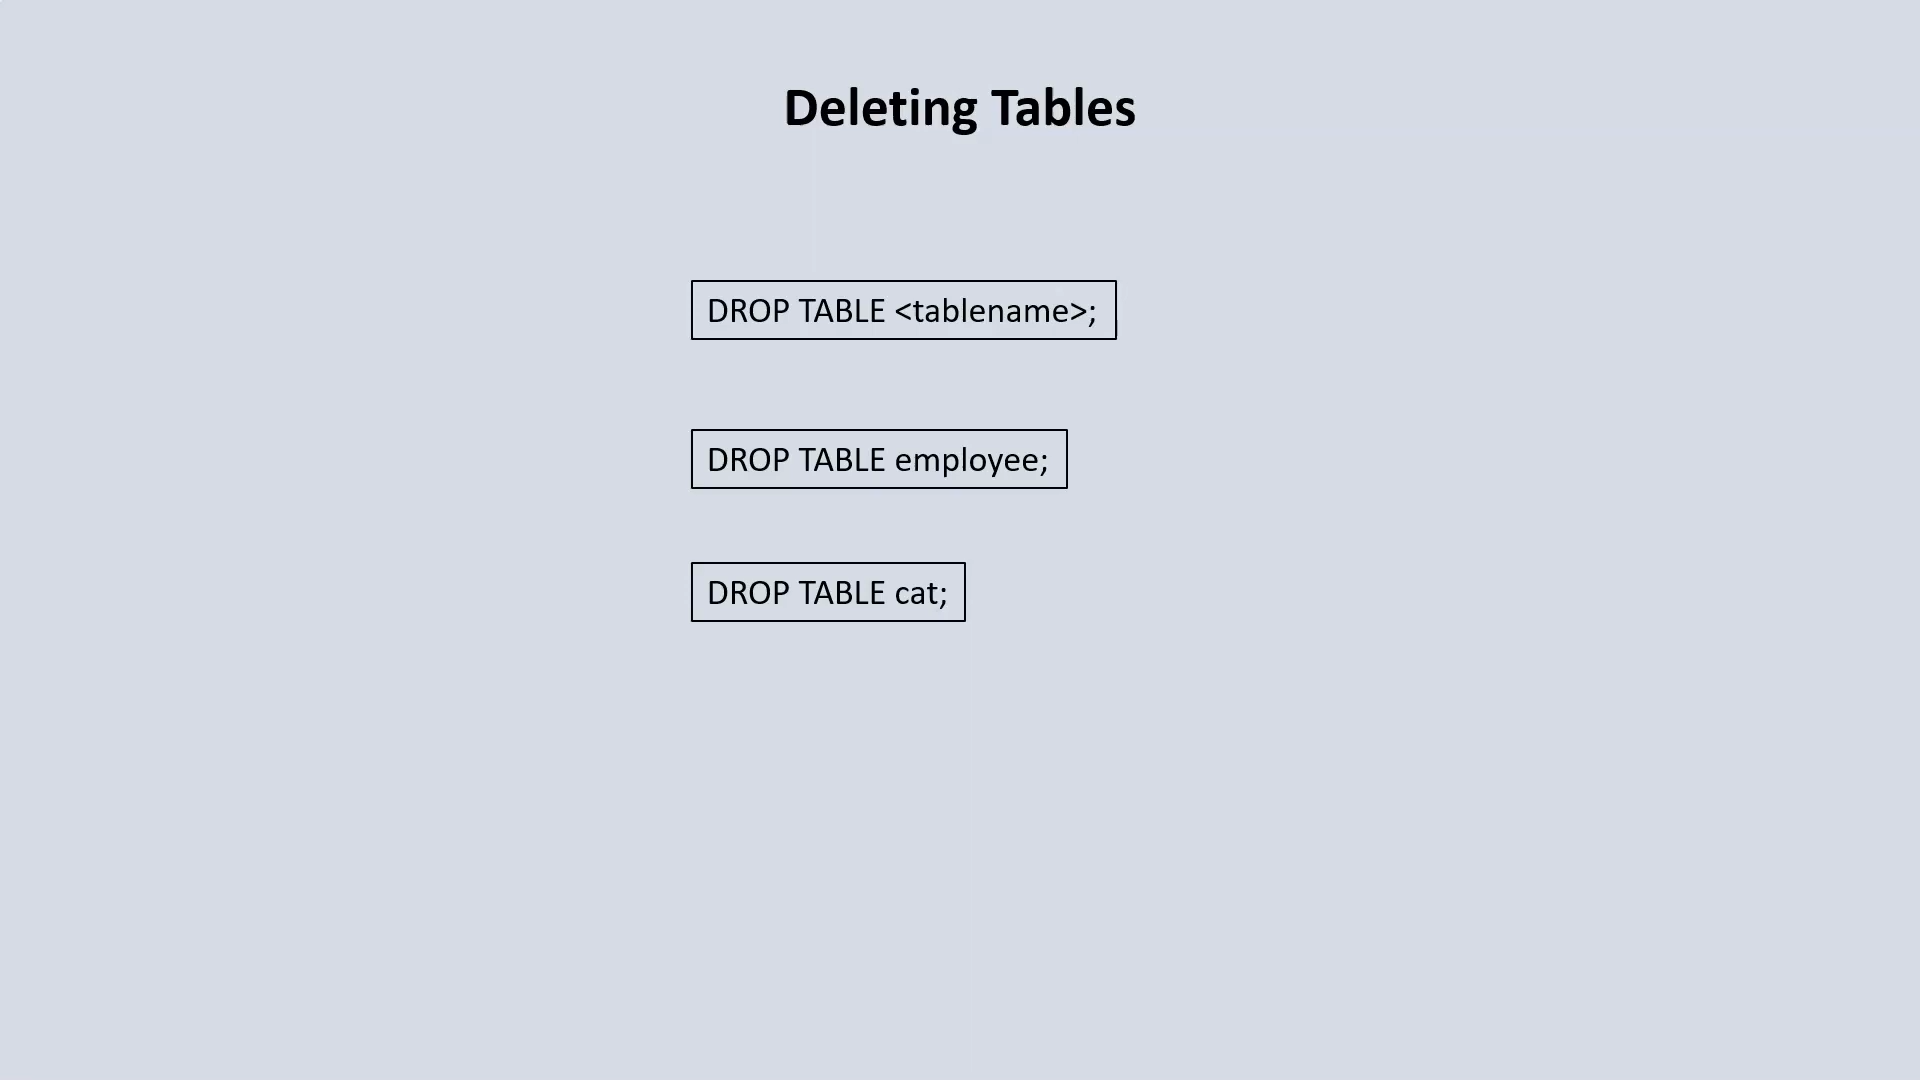 Deleting Tables
DROP TABLE <tablename>;
DROP TABLE employee;
DROP TABLE cat;